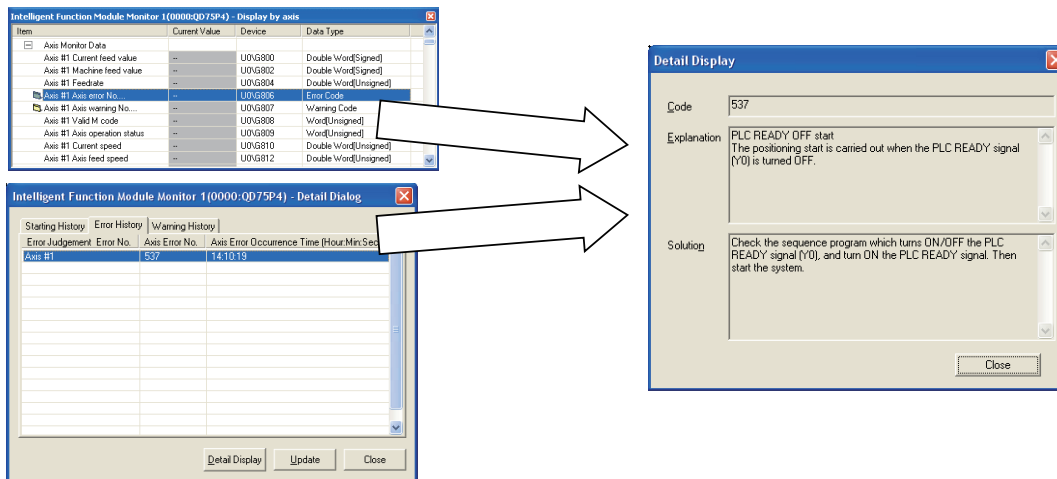 Intelligent Function Module Monitor 1(0000:QD75P4) - Display by axis
Item Current Value Device Data Type
Axis Monitor Data
Axis #1 Current feed value -- U0\G800 Double Word[Signed]
Axis #1 Machine feed value -- U0\G802 Double Word[Signed]
Axis #1 Feedrate -- U0\G804 Double Word[Unsigned]
Axis #1 Axis error No.... -- U0\G806 Error Code
Axis #1 Axis warning No.... -- U0\G807 Warning Code
Axis #1 Valid M code -- U0\G808 Word[Unsigned]
Axis #1 Axis operation status -- U0\G809 Word[Signed]
Axis #1 Current speed -- U0\G810 Double Word[Unsigned]
Axis #1 Axis feed speed -- U0\G812 Double Word[Unsigned]
Intelligent Function Module Monitor 1(0000:QD75P4) - Detail Dialog
Starting History Error History Warning History
Error Judgement Error No. Axis Error No. Axis Error Occurrence Time (Hour:Min:Sec
Axis #1 537 14:10:19
Detail Display Update Close
Detail Display
Code 537
Explanation PLC READY OFF start
The positioning start is carried out when the PLC READY signal
(Y0) is turned OFF.
Solution Check the sequence program which turns ON/OFF the PLC
READY signal (Y0), and turn ON the PLC READY signal. Then
start the system.
Close